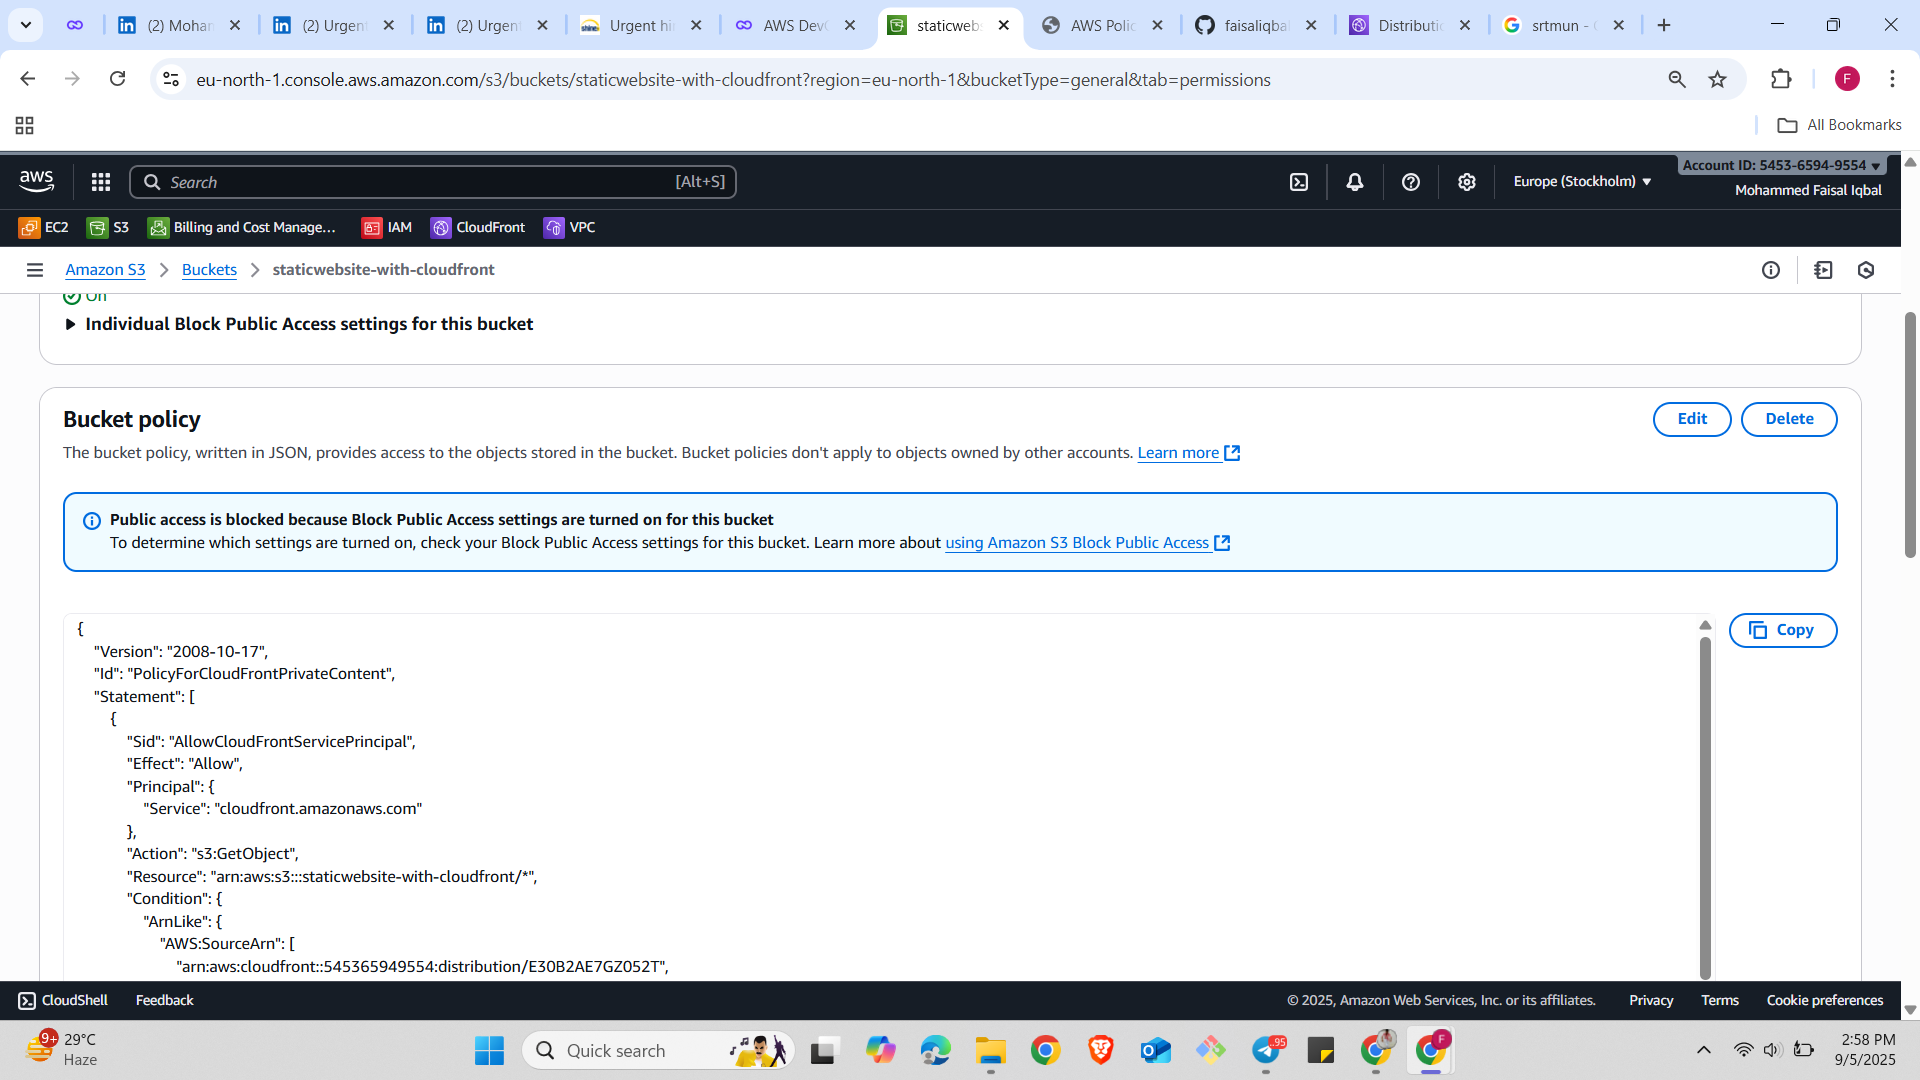 (2) Mohan
(2) Urgent
(2) Urgent
Urgent hi
AWS Dev
staticwebs
AWS Polic
faisaliqbal
Distributic
srtmun -
eu-north-1.console.aws.amazon.com/s3/buckets/staticwebsite-with-cloudfront?region=eu-north-1&bucketType=general&tab=permissions
F
All Bookmarks
aws
Search
[Alt+S]
Europe (Stockholm)
Account ID: 5453-6594-9554
Mohammed Faisal Iqbal
EC2
S3
Billing and Cost Manage...
IAM
CloudFront
VPC
Amazon S3
Buckets
staticwebsite-with-cloudfront
On
Individual Block Public Access settings for this bucket
Bucket policy
Edit
Delete
The bucket policy, written in JSON, provides access to the objects stored in the bucket. Bucket policies don't apply to objects owned by other accounts. Learn more
Public access is blocked because Block Public Access settings are turned on for this bucket
To determine which settings are turned on, check your Block Public Access settings for this bucket. Learn more about using Amazon S3 Block Public Access
Copy
{
"Version": "2008-10-17",
"Id": "PolicyForCloudFrontPrivateContent",
"Statement": [
{
"Sid": "AllowCloudFrontServicePrincipal",
"Effect": "Allow",
"Principal": {
"Service": "cloudfront.amazonaws.com"
},
"Action": "s3:GetObject",
"Resource": "arn:aws:s3:::staticwebsite-with-cloudfront/*",
"Condition": {
"ArnLike": {
"AWS:SourceArn": [
"arn:aws:cloudfront::545365949554:distribution/E30B2AE7GZ052T",
CloudShell
Feedback
© 2025, Amazon Web Services, Inc. or its affiliates.
Privacy
Terms
Cookie preferences
9+
29°C
Haze
Quick search
95
F
2:58 PM
9/5/2025